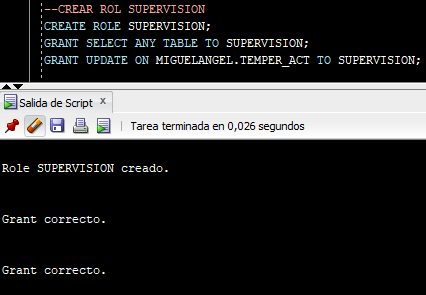 --CREAR ROL SUPERVISION
CREATE ROLE SUPERVISION;
GRANT SELECT ANY TABLE TO SUPERVISION;
GRANT UPDATE ON MIGUELANGEL.TEMPER_ACT TO SUPERVISION;
Salida de Script x
Tarea terminada en 0,026 segundos
Role SUPERVISION creado.
Grant correcto.
Grant correcto.